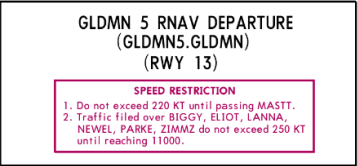 GLDMN 5 RNAV DEPARTURE
(GLDMN5.GLDMN)
(RWY 13)
SPEED RESTRICTION
1. Do not exceed 220 KT until passing MASTT.
2. Traffic filed over BIGGY, ELIOT, LANNA,
NEWEL, PARKE, ZIMMZ do not exceed 250 KT
until reaching 11000.